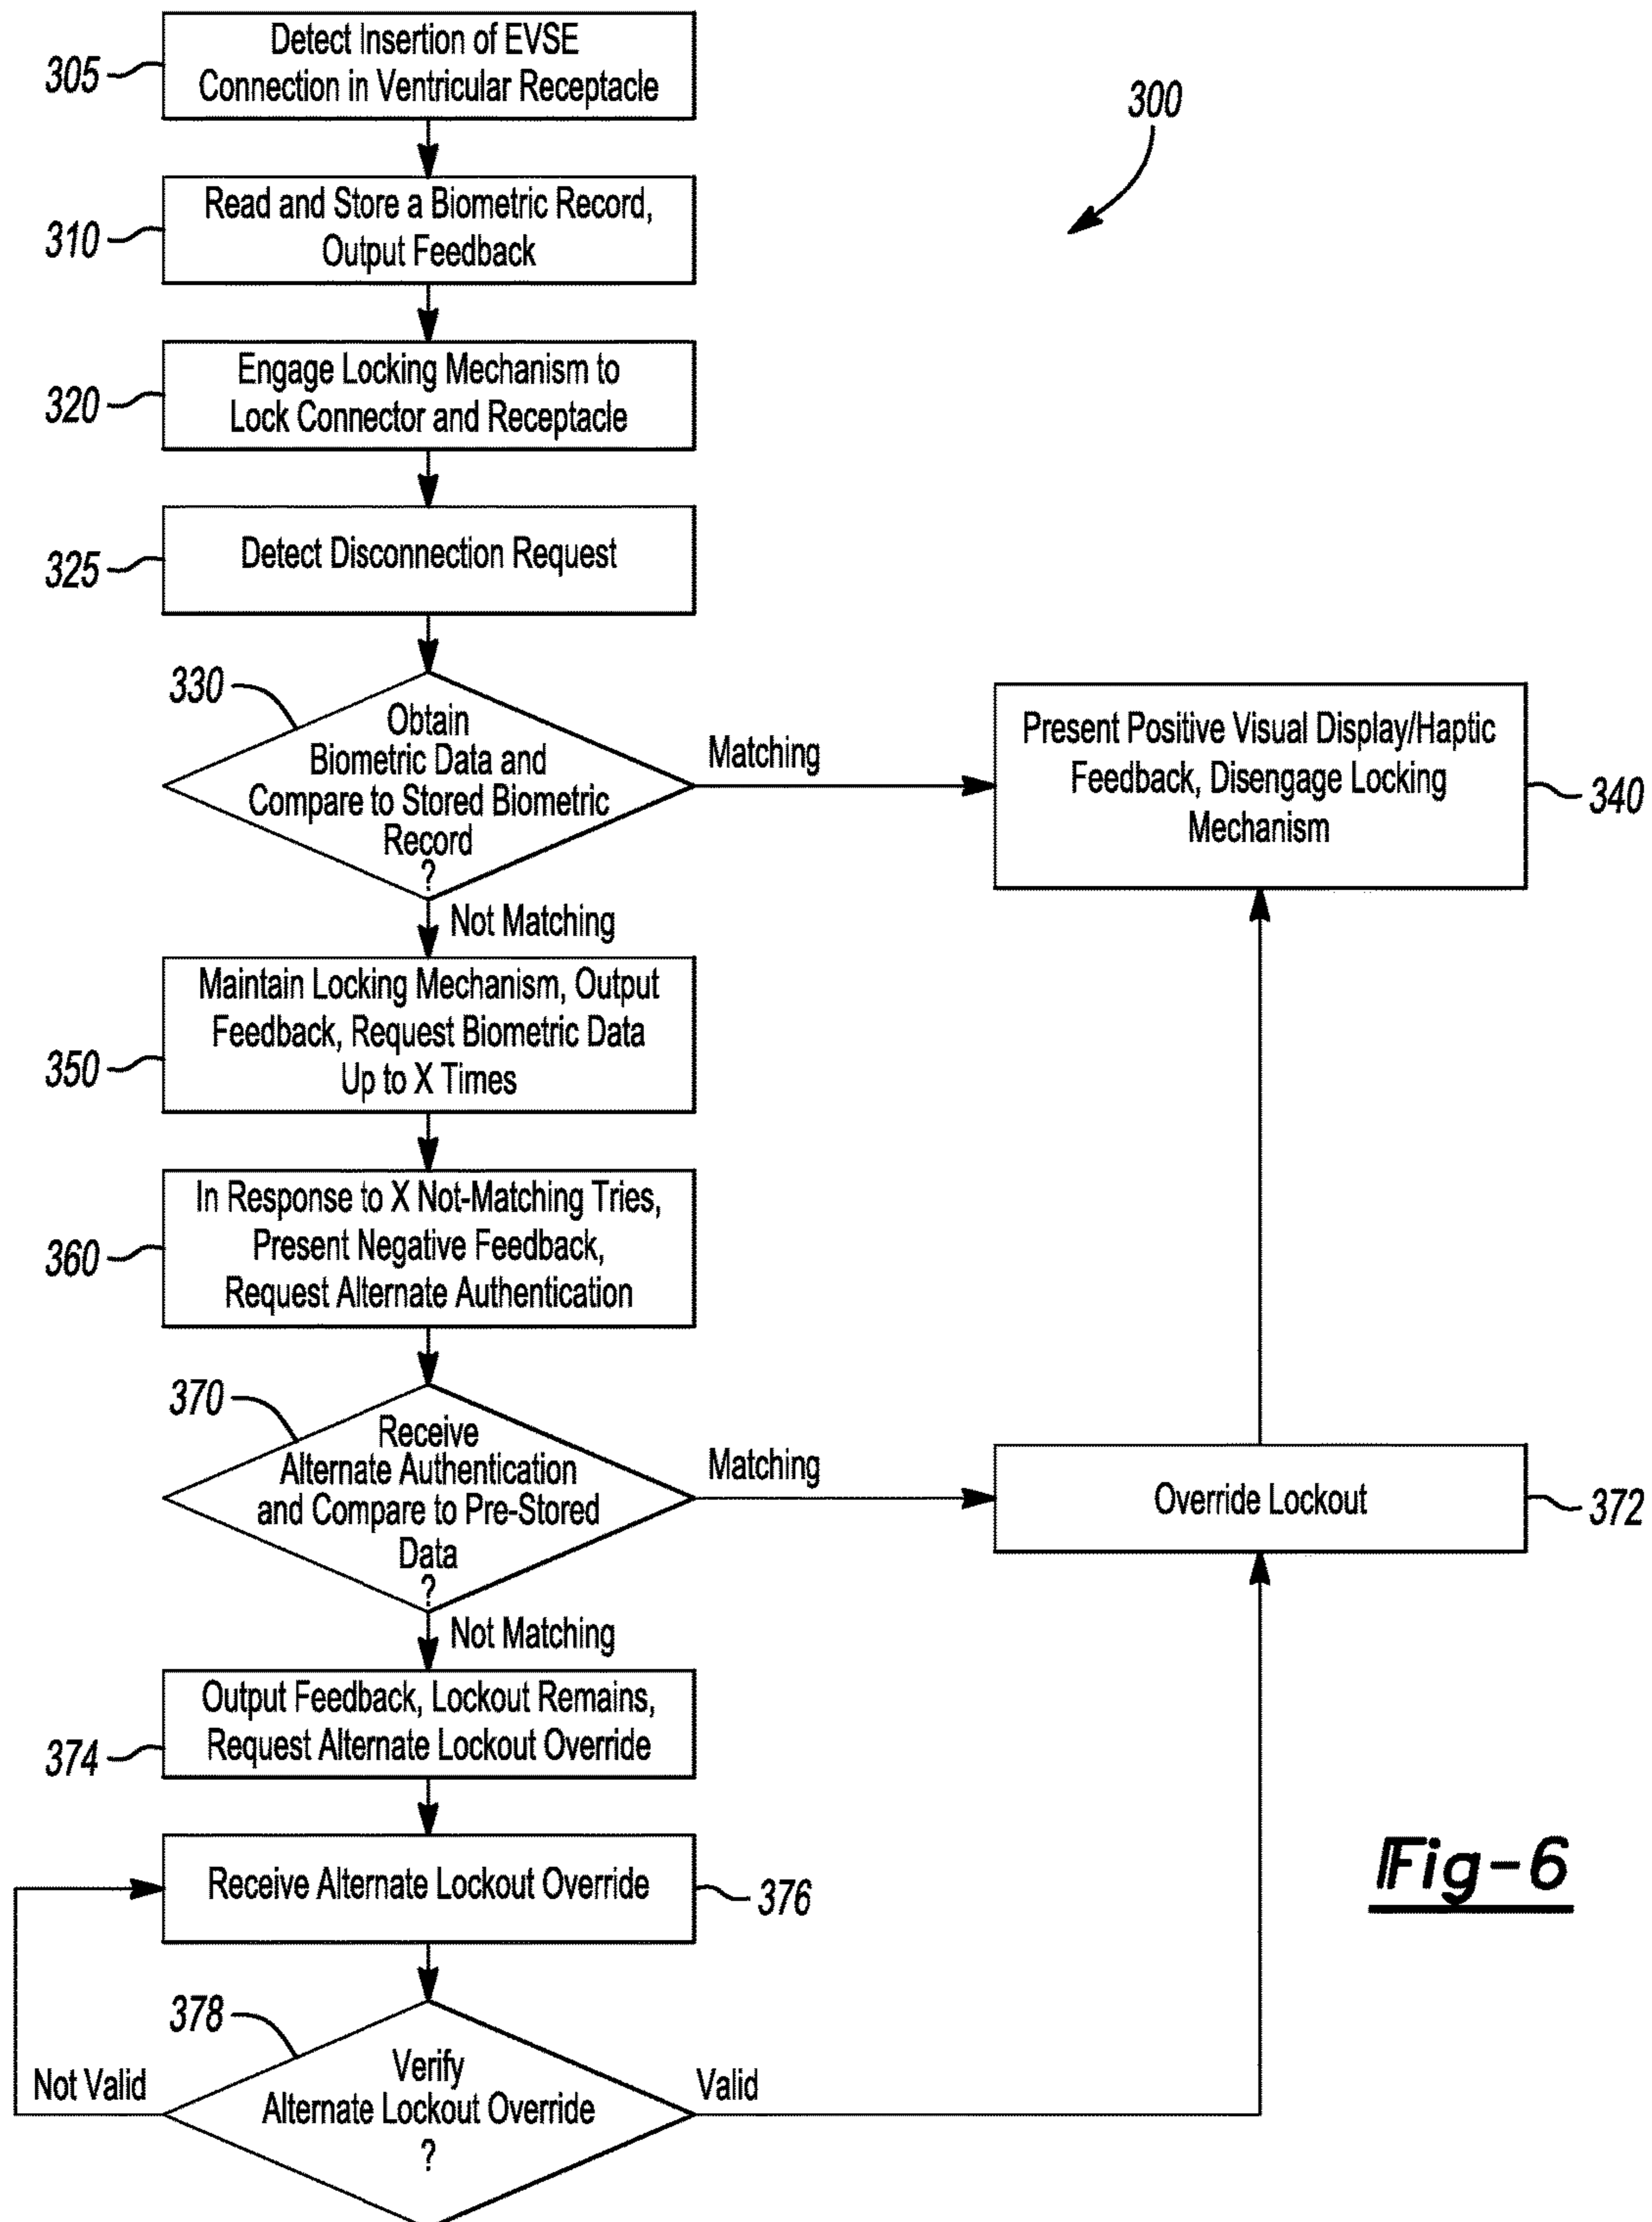 305
Detect Insertion of EVSE
Connection in Ventricular Receptacle
300
310
Read and Store a Biometric Record,
Output Feedback
320
Engage Locking Mechanism to
Lock Connector and Receptacle
325
Detect Disconnection Request
330
Obtain
Biometric Data and
Compare to Stored Biometric
Record
?
Matching
Present Positive Visual Display/Haptic
Feedback, Disengage Locking
Mechanism
340
Not Matching
350
Maintain Locking Mechanism, Output
Feedback, Request Biometric Data
Up to X Times
360
In Response to X Not-Matching Tries,
Present Negative Feedback,
Request Alternate Authentication
370
Receive
Alternate Authentication
and Compare to Pre-Stored
Data
?
Matching
Override Lockout
372
Not Matching
374
Output Feedback, Lockout Remains,
Request Alternate Lockout Override
Receive Alternate Lockout Override
376
378
Verify
Alternate Lockout Override
?
Not Valid
Valid
Fig-6